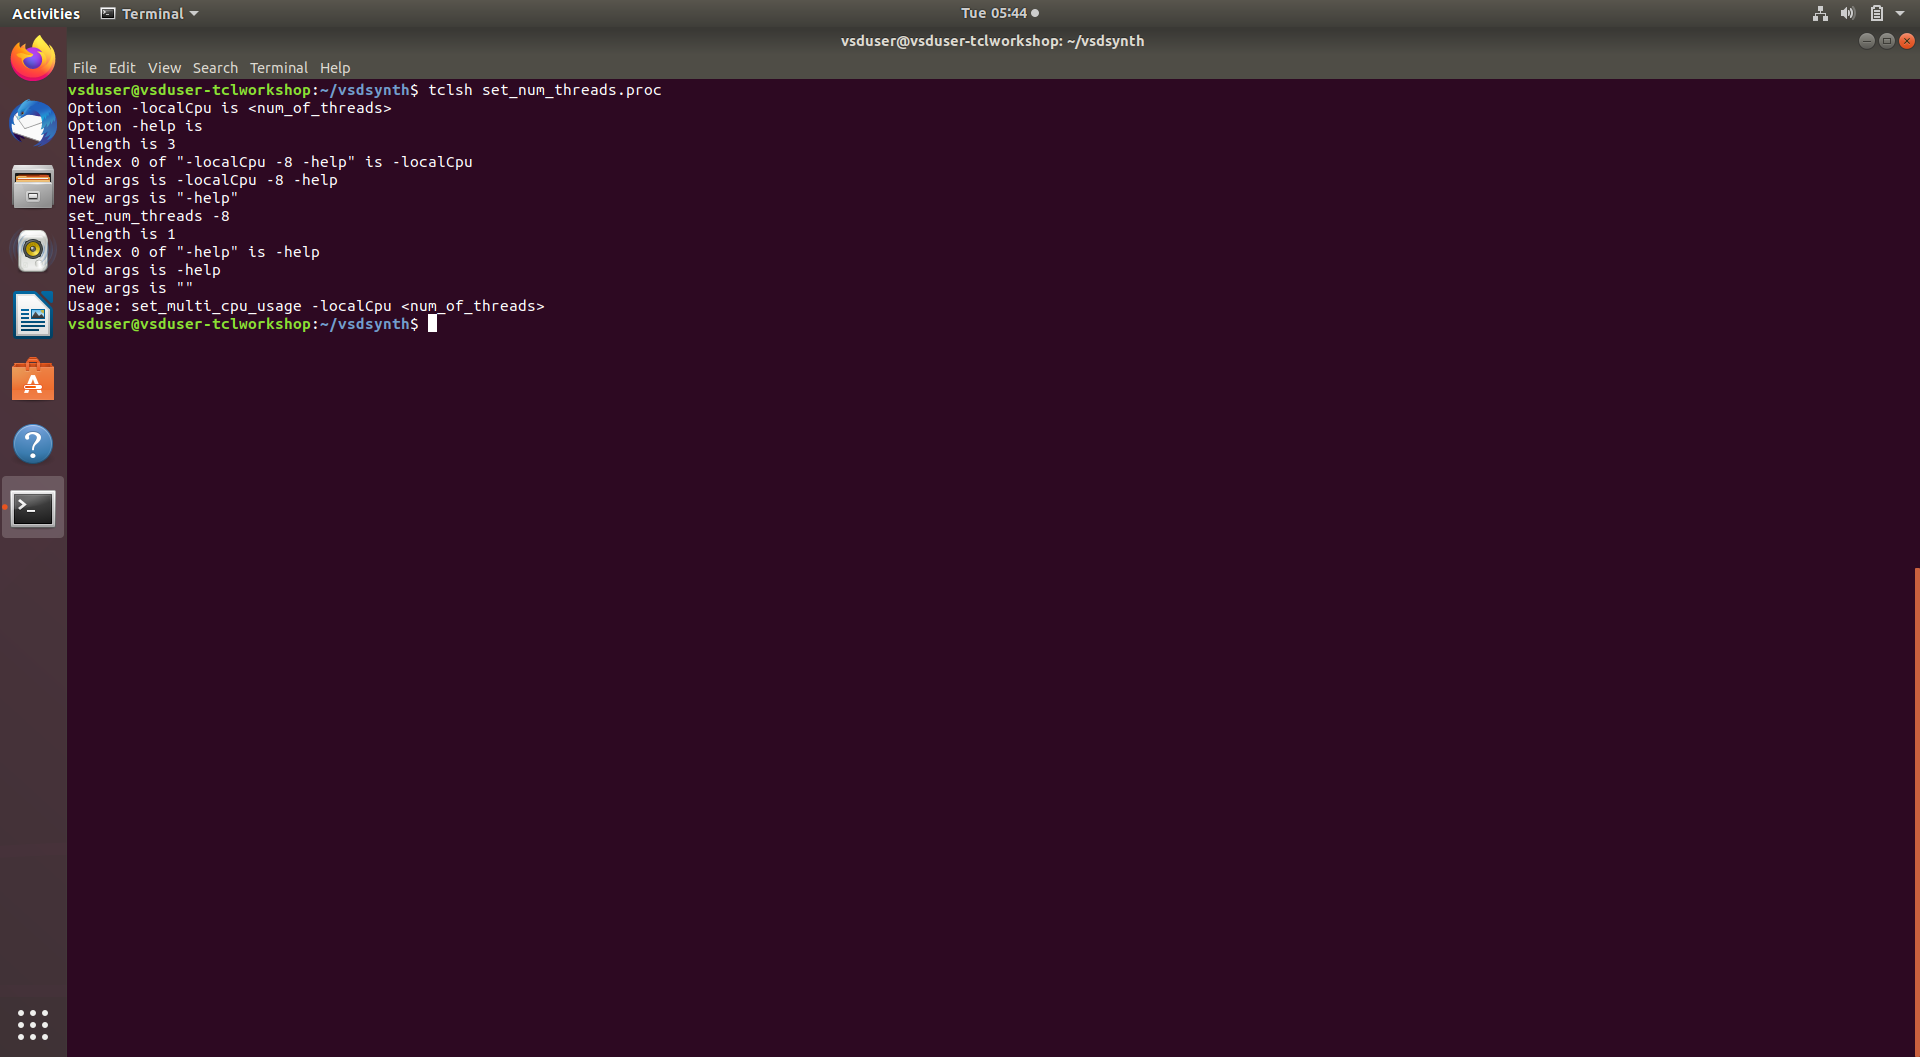 Activities Terminal Tue 05:44
vsduser@vsduser-tclworkshop: ~/vsdsynth
File Edit View Search Terminal Help
vsduser@vsduser-tclworkshop:~/vsdsynth$ tclsh set_num_threads.proc
Option -localCpu is <num_of_threads>
Option -help is
llength is 3
lindex 0 of "-localCpu -8 -help" is -localCpu
old args is -localCpu -8 -help
new args is "-help"
set_num_threads -8
llength is 1
lindex 0 of "-help" is -help
old args is -help
new args is ""
Usage: set_multi_cpu_usage -localCpu <num_of_threads>
vsduser@vsduser-tclworkshop:~/vsdsynth$